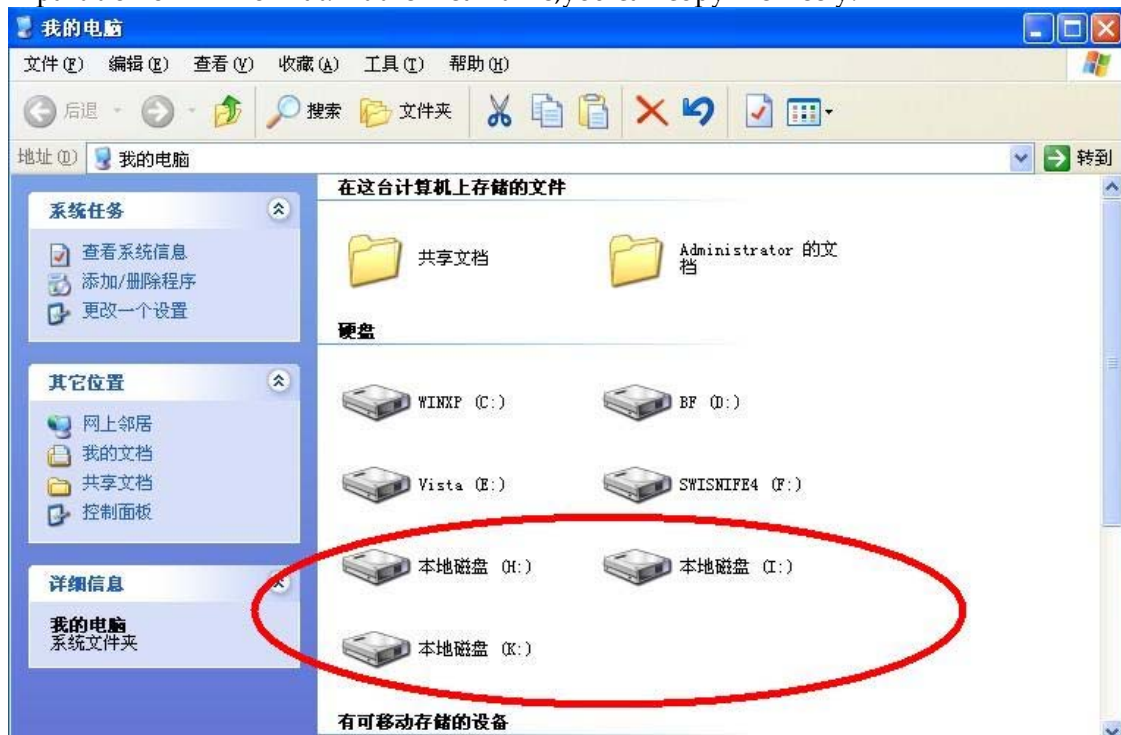 我的电脑
文件(F) 编辑(E) 查看(V) 收藏(A) 工具(T) 帮助(H)
后退 搜索 文件夹
地址(D) 我的电脑 转到
系统任务
查看系统信息
添加/删除程序
更改一个设置
其它位置
网上邻居
我的文档
共享文档
控制面板
详细信息
我的电脑
系统文件夹
在这台计算机上存储的文件
共享文档
Administrator 的文
档
硬盘
WINXP (C:)
BF (D:)
Vista (E:)
SWISNIFE4 (F:)
本地磁盘 (H:)
本地磁盘 (I:)
本地磁盘 (K:)
有可移动存储的设备